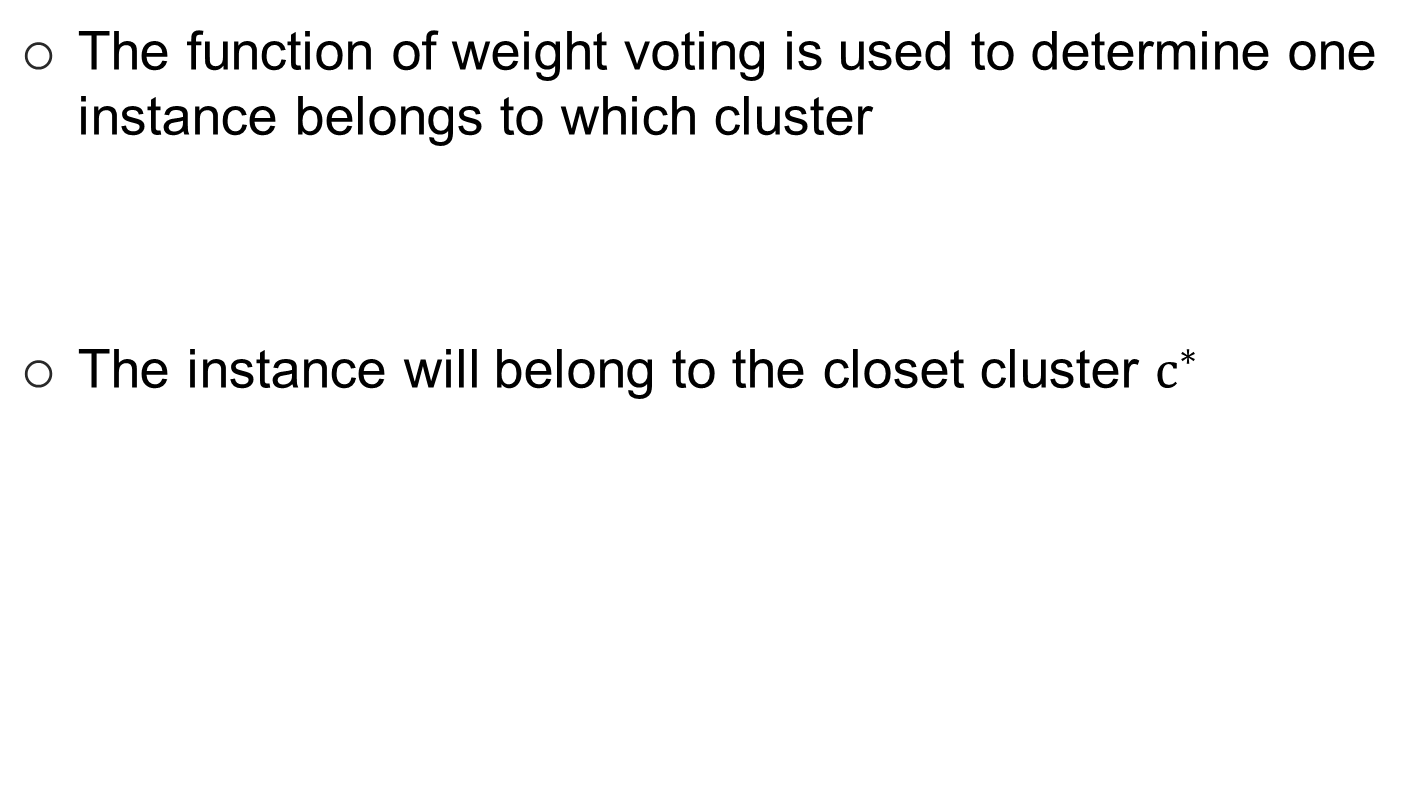 ○ The function of weight voting is used to determine one
instance belongs to which cluster
○ The instance will belong to the closet cluster c*